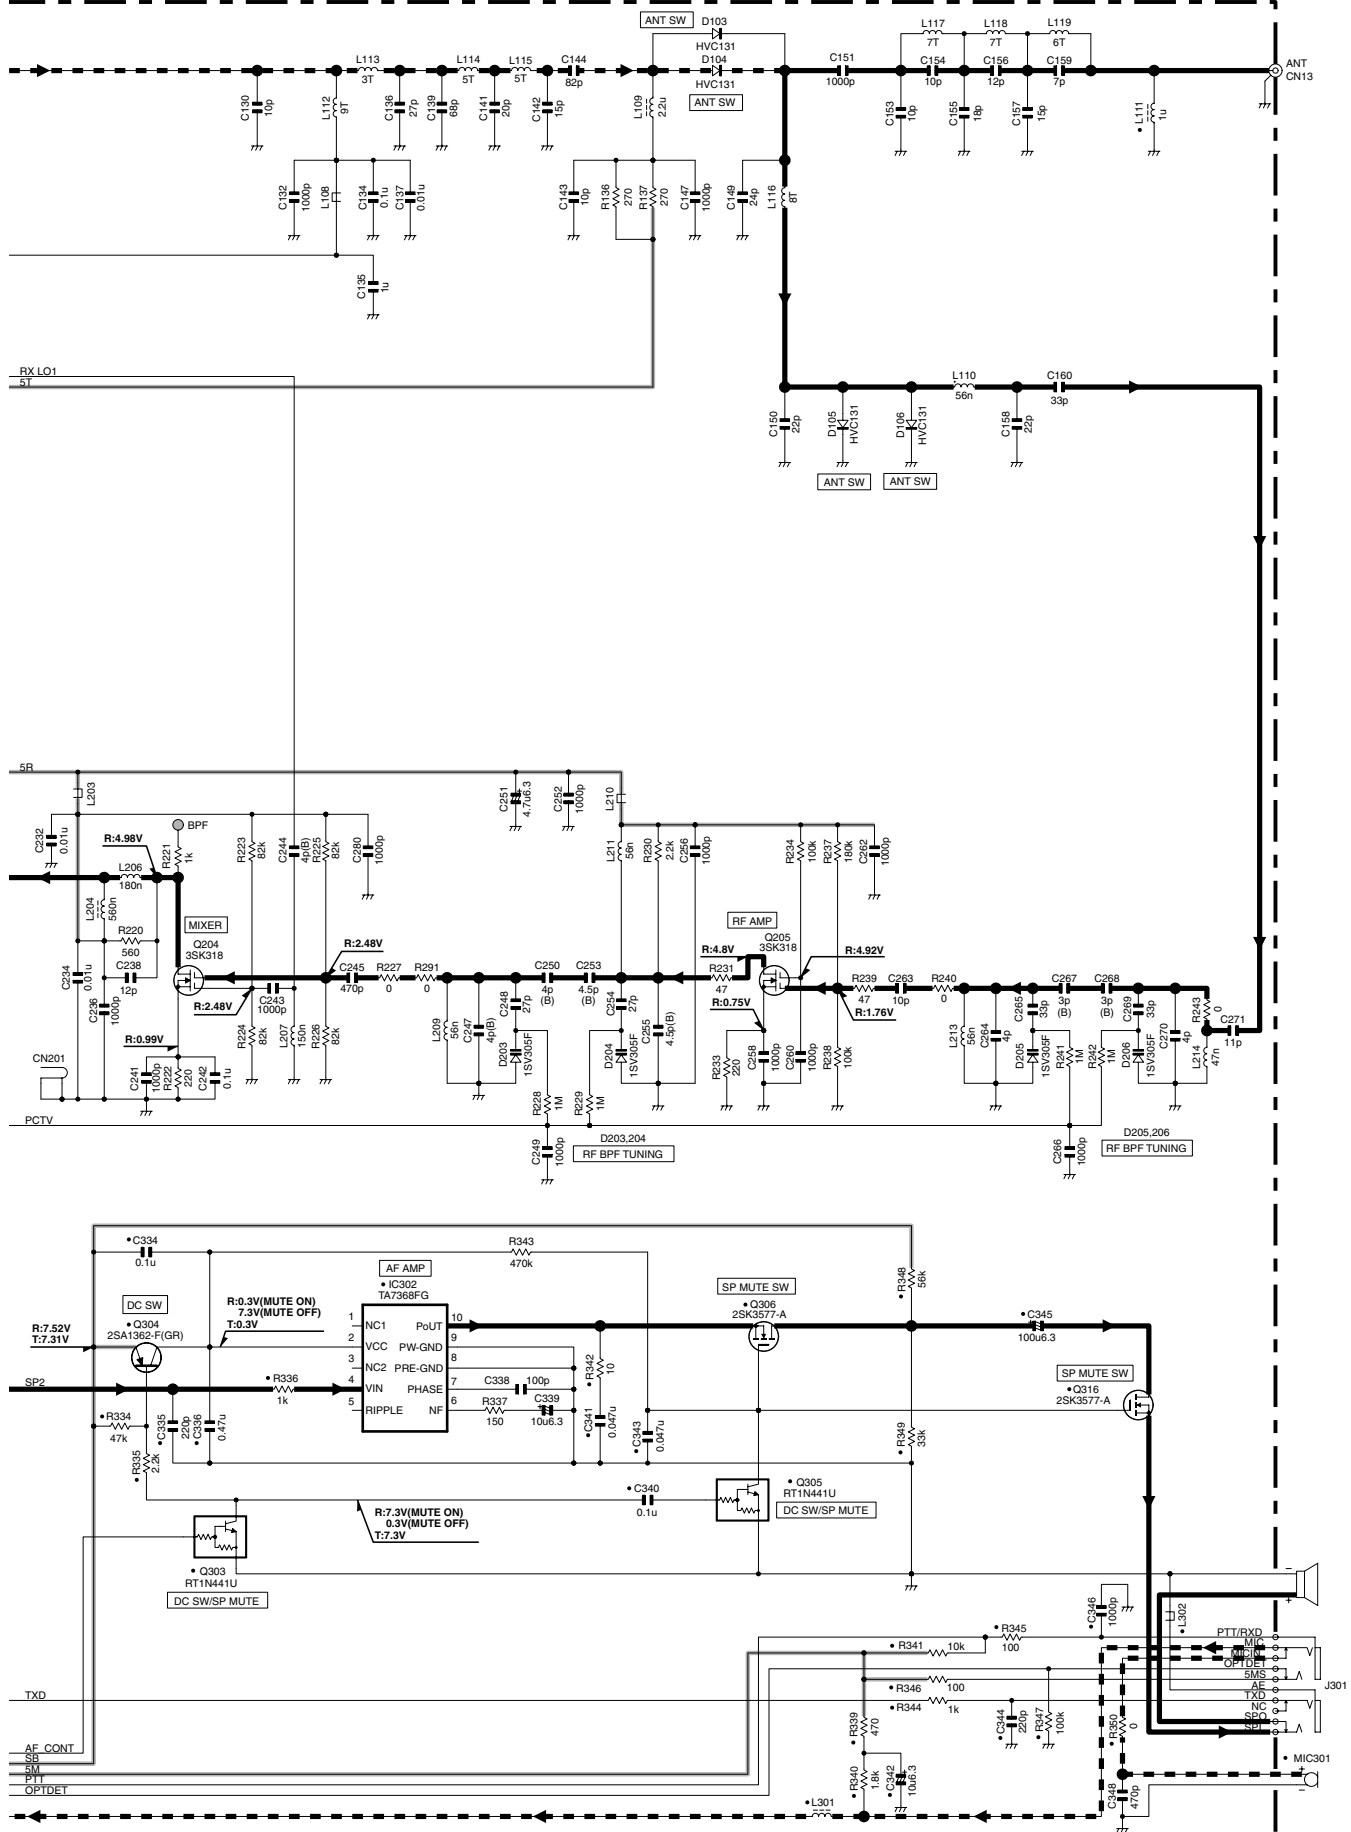 ANT SW
D103
HVC131
D104
HVC131
ANT SW
L113
3T
L114
5T
L115
5T
C144
82p
C151
1000p
L117
7T
L118
7T
L119
6T
C154
10p
C156
12p
C159
7p
ANT
CN13
C130
10p
L112
9T
C136
27p
C139
68p
C141
20p
C142
15p
L109
2.2u
C153
10p
C155
18p
C157
15p
L111
1u
C132
1000p
L108
C134
0.1u
C137
0.01u
C143
10p
R136
270
R137
270
C147
1000p
C149
24p
L116
8T
C135
1u
RX LO1
5T
L110
56n
C160
33p
C150
22p
D105
HVC131
D106
HVC131
C158
22p
ANT SW
ANT SW
5R
L203
C251
4.7u6.3
C252
1000p
L210
C232
0.01u
R:4.98V
BPF
R221
1k
R223
82k
C244
4p(B)
R225
82k
C280
1000p
L211
56n
R230
2.2k
C256
1000p
R234
100k
R237
180k
C262
1000p
L206
180n
L204
560n
R220
560
C238
12p
MIXER
Q204
3SK318
R:2.48V
RF AMP
Q205
3SK318
R:4.8V
R:4.92V
C234
0.01u
C236
1000p
R:2.48V
C243
1000p
C245
470p
R227
0
R291
0
C250
4p
(B)
C253
4.5p
(B)
R231
47
R239
47
C263
10p
R240
0
C267
3p
(B)
C268
3p
(B)
R243
0
C271
11p
R:0.99V
R224
82k
L207
150n
R226
82k
L209
56n
C247
4p(B)
C248
27p
D203
1SV305F
C254
27p
D204
1SV305F
C255
4.5p(B)
R:0.75V
R:1.76V
R233
220
C258
1000p
C260
1000p
R238
100k
L213
56n
C264
4p
C265
33p
D205
1SV305F
R241
1M
R242
1M
C269
33p
D206
1SV305F
C270
4p
L214
47n
CN201
C241
1000p
R222
220
C242
0.1u
R228
1M
R229
1M
PCTV
C249
1000p
D203,204
RF BPF TUNING
C266
1000p
D205,206
RF BPF TUNING
C334
0.1u
R343
470k
AF AMP
IC302
TA7368FG
SP MUTE SW
Q306
2SK3577-A
R348
56k
DC SW
Q304
2SA1362-F(GR)
R:0.3V(MUTE ON)
7.3V(MUTE OFF)
T:0.3V
R:7.52V
T:7.31V
1 NC1 PoUT 10
2 VCC PW-GND 9
3 NC2 PRE-GND 8
4 VIN PHASE 7
5 RIPPLE NF 6
C345
100u6.3
SP MUTE SW
Q316
2SK3577-A
SP2
R336
1k
C338 100p
R337
150
C339
10u6.3
R342
10
C341
0.047u
C343
0.047u
R349
33k
R334
47k
R335
2.2k
C335
220p
C336
0.47u
C340
0.1u
Q305
RT1N441U
DC SW/SP MUTE
R:7.3V(MUTE ON)
0.3V(MUTE OFF)
T:7.3V
Q303
RT1N441U
DC SW/SP MUTE
C346
1000p
L302
R345
100
R341
10k
R346
100
R344
1k
PTT/RXD
MIC
MICIN
OPTDET
5MS
AE
TXD
NC
SPO
SPI
J301
TXD
R339
470
C344
220p
R347
100k
R350
0
AF CONT
SB
5M
PTT
OPTDET
R340
1.8k
C342
10u6.3
L301
C348
470p
MIC301